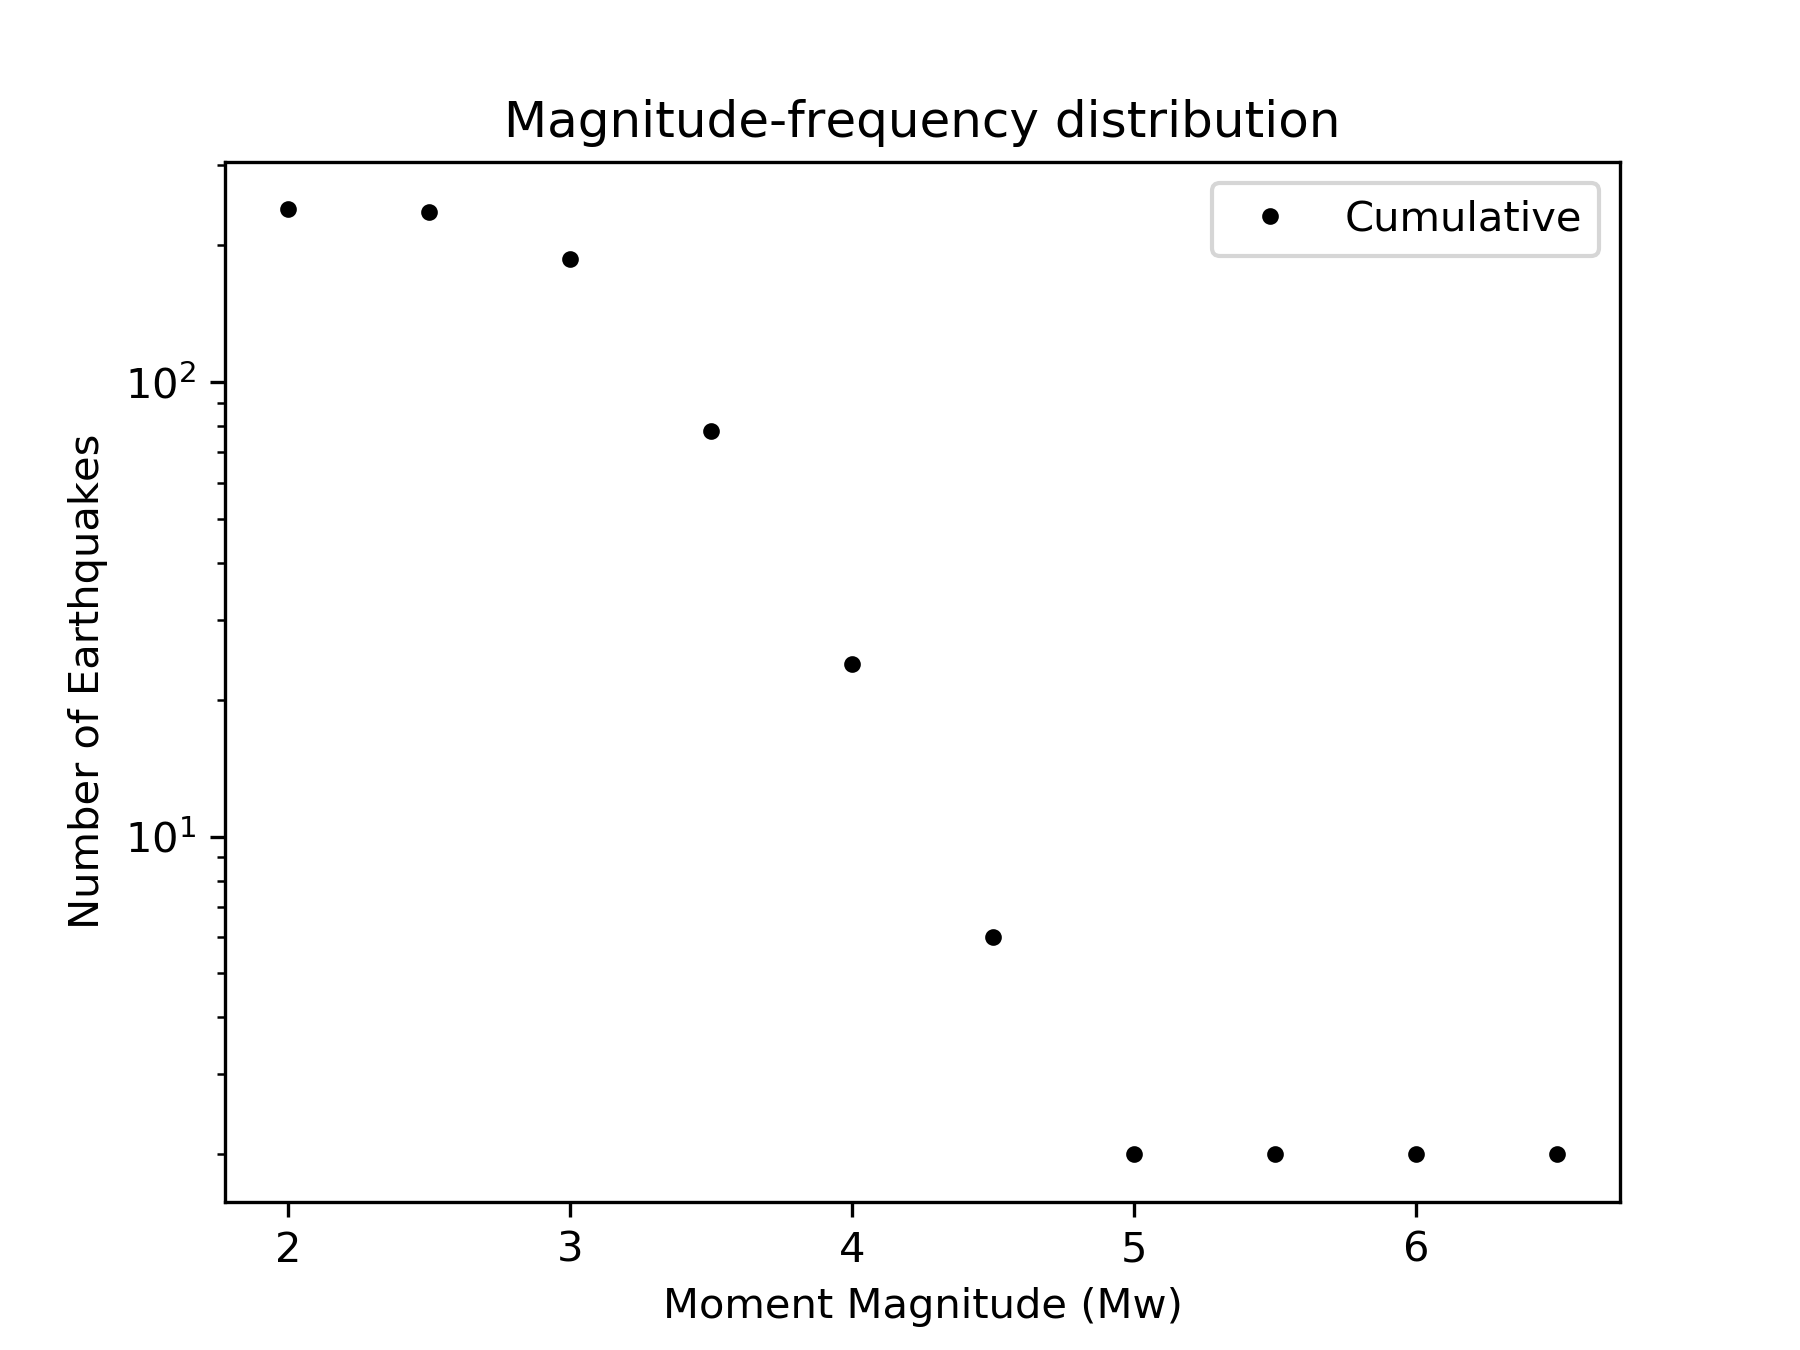 Magnitude-frequency distribution
Cumulative
10²
10¹
Number of Earthquakes
2 3 4 5 6
Moment Magnitude (Mw)